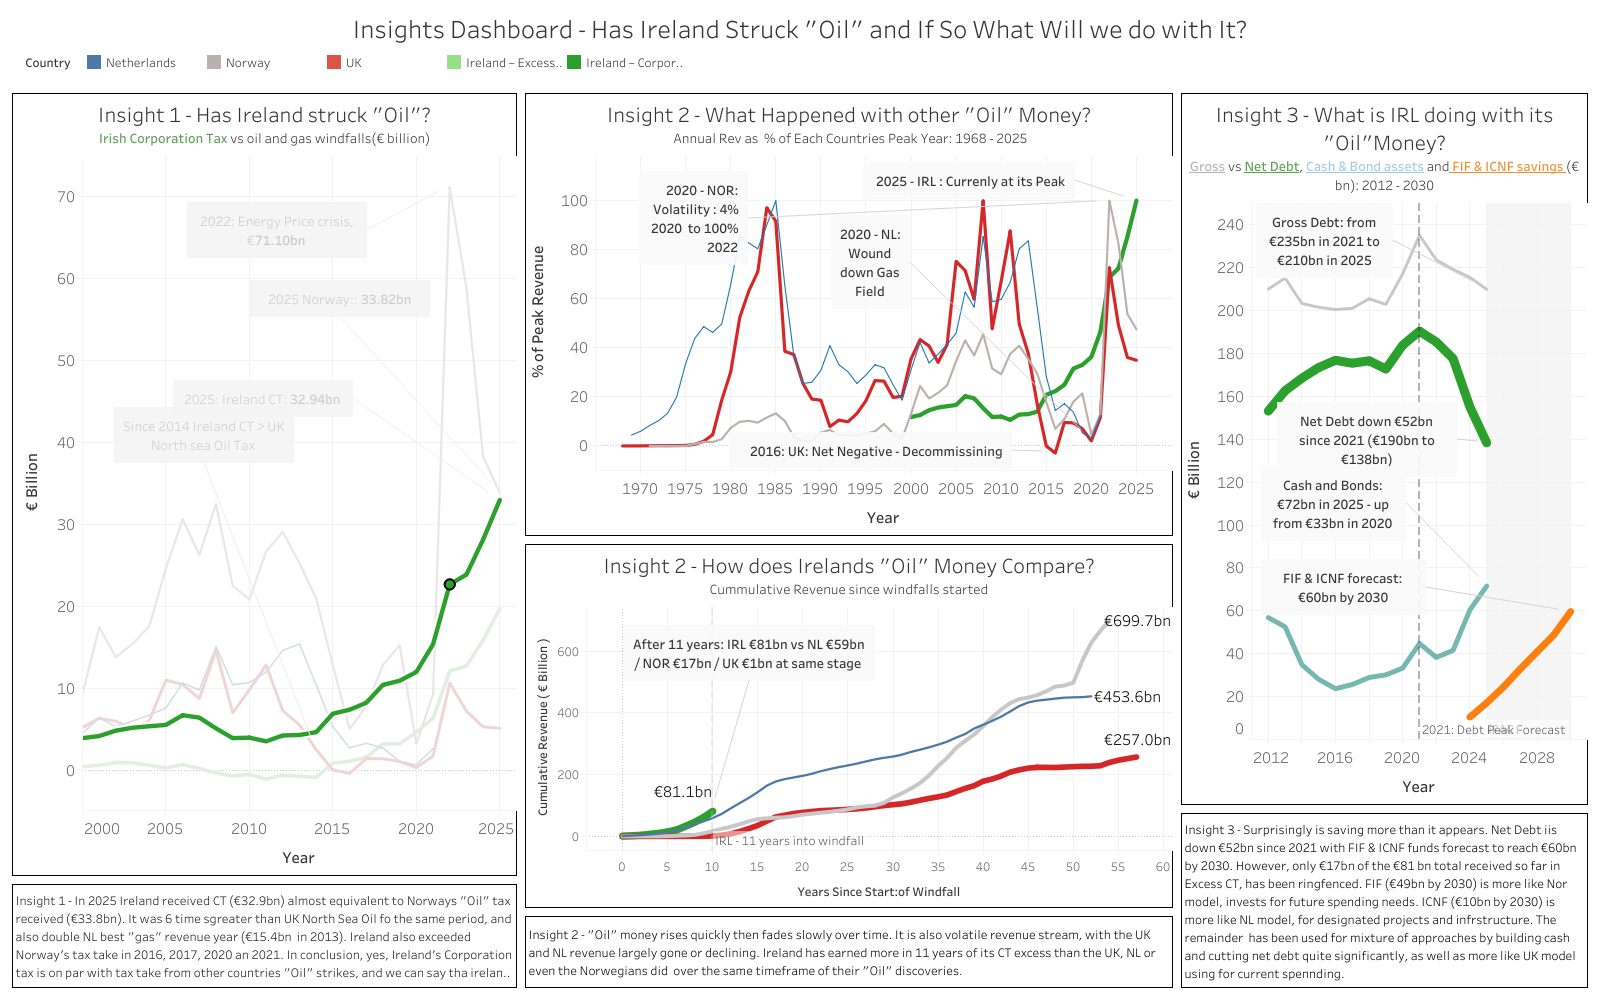 Insights Dashboard - Has Ireland Struck "Oil" and If So What Will we do with It?
Country
Netherlands
Norway
UK
Ireland – Excess..
Ireland – Corpor..
Insight 1 - Has Ireland struck "Oil"?
Irish Corporation Tax vs oil and gas windfalls(€ billion)
70
60
50
40
30
20
10
0
€ Billion
2022: Energy Price crisis,
€71.10bn
2025 Norway:: 33.82bn
2025: Ireland CT: 32.94bn
Since 2014 Ireland CT > UK
North sea Oil Tax
2000
2005
2010
2015
2020
2025
Year
Insight 1 - In 2025 Ireland received CT (€32.9bn) almost equivalent to Norways "Oil" tax
received (€33.8bn). It was 6 time sgreater than UK North Sea Oil fo the same period, and
also double NL best "gas" revenue year (€15.4bn in 2013). Ireland also exceeded
Norway's tax take in 2016, 2017, 2020 an 2021. In conclusion, yes, Ireland's Corporation
tax is on par with tax take from other countries "Oil" strikes, and we can say tha irelan..
Insight 2 - What Happened with other "Oil" Money?
Annual Rev as % of Each Countries Peak Year: 1968 - 2025
100
80
60
40
20
0
% of Peak Revenue
2020 - NOR:
Volatility : 4%
2020 to 100%
2022
2025 - IRL : Currenly at its Peak
2020 - NL:
Wound
down Gas
Field
2016: UK: Net Negative - Decommissining
1970
1975
1980
1985
1990
1995
2000
2005
2010
2015
2020
2025
Year
Insight 2 - How does Irelands "Oil" Money Compare?
Cummulative Revenue since windfalls started
600
400
200
0
Cumulative Revenue ( € Billion )
After 11 years: IRL €81bn vs NL €59bn
/ NOR €17bn / UK €1bn at same stage
€699.7bn
€453.6bn
€257.0bn
€81.1bn
IRL - 11 years into windfall
0
5
10
15
20
25
30
35
40
45
50
55
60
Years Since Start:of Windfall
Insight 2 - "Oil" money rises quickly then fades slowly over time. It is also volatile revenue stream, with the UK
and NL revenue largely gone or declining. Ireland has earned more in 11 years of its CT excess than the UK, NL or
even the Norwegians did over the same timeframe of their "Oil" discoveries.
Insight 3 - What is IRL doing with its
"Oil"Money?
Gross vs Net Debt, Cash & Bond assets and FIF & ICNF savings (€
bn): 2012 - 2030
240
220
200
180
160
140
120
100
80
60
40
20
0
€ Billion
Gross Debt: from
€235bn in 2021 to
€210bn in 2025
Net Debt down €52bn
since 2021 (€190bn to
€138bn)
Cash and Bonds:
€72bn in 2025 - up
from €33bn in 2020
FIF & ICNF forecast:
€60bn by 2030
2021: Debt Peak
Forecast
2012
2016
2020
2024
2028
Year
Insight 3 - Surprisingly is saving more than it appears. Net Debt iis
down €52bn since 2021 with FIF & ICNF funds forecast to reach €60bn
by 2030. However, only €17bn of the €81 bn total received so far in
Excess CT, has been ringfenced. FIF (€49bn by 2030) is more like Nor
model, invests for future spending needs. ICNF (€10bn by 2030) is
more like NL model, for designated projects and infrstructure. The
remainder has been used for mixture of approaches by building cash
and cutting net debt quite significantly, as well as more like UK model
using for current spennding.